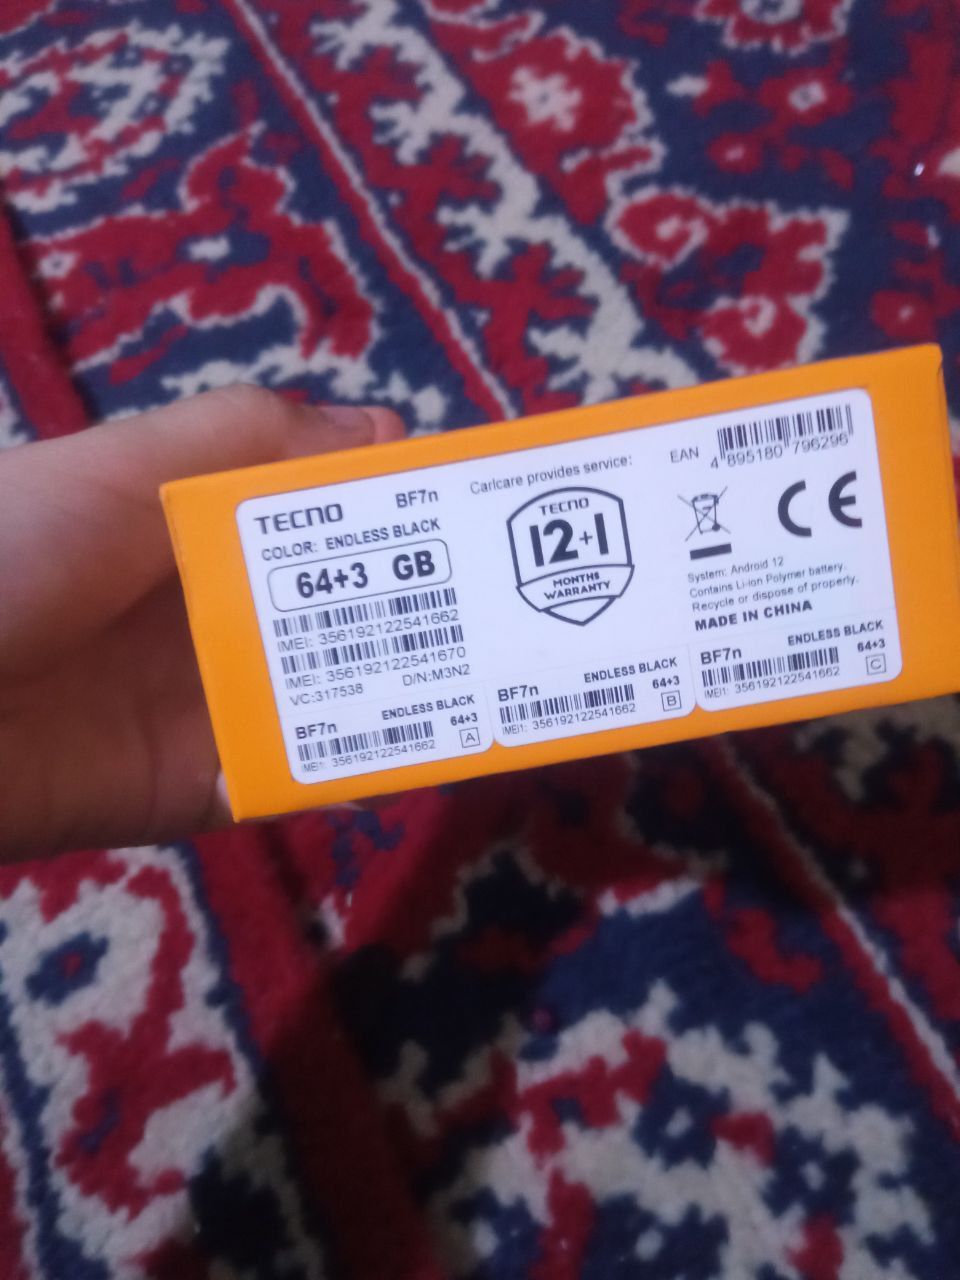 TECNO BF7n
COLOR: ENDLESS BLACK
64+3 GB
IMEI: 356192122541662
IMEI: 356192122541670
VC:317538 D/N:M3N2
Carlcare provides service:
TECNO
12+1
MONTHS
WARRANTY
EAN
4 895180 796296
CE
System: Android 12
Contains Li-ion Polymer battery.
Recycle or dispose of properly.
MADE IN CHINA
BF7n ENDLESS BLACK
64+3
IMEI1: 356192122541662 A
BF7n ENDLESS BLACK
64+3
IMEI1: 356192122541662 B
BF7n ENDLESS BLACK
64+3
IMEI1: 356192122541662 C